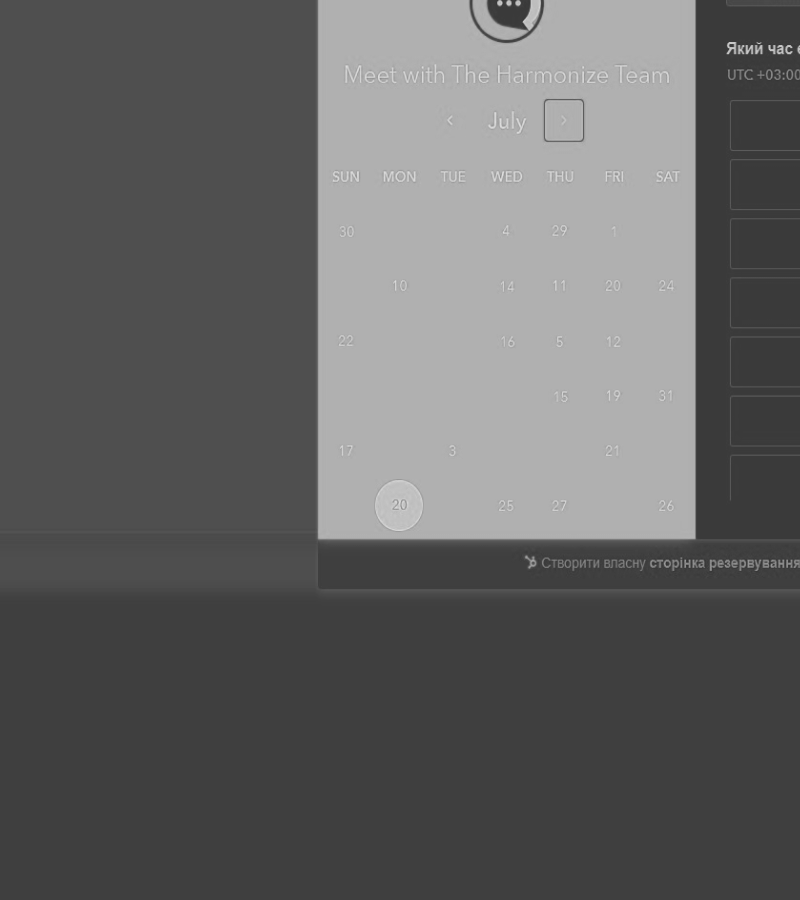 Meet with The Harmonize Team
July
SUN MON TUE WED THU FRI SAT
30 4 29 1
10 14 11 20 24
22 16 5 12
15 19 31
17 3 21
20 25 27 26
Який час
UTC +03:00
Створити власну сторінка резервування